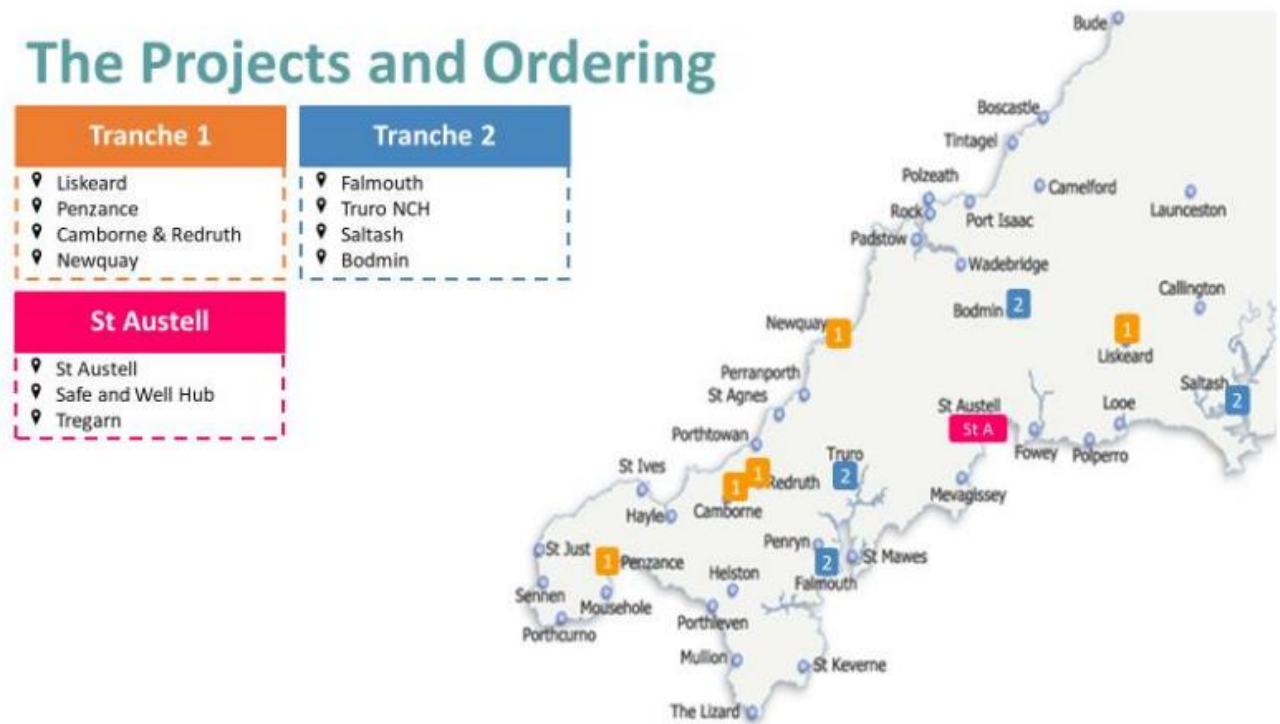 The Projects and Ordering
Tranche 1
Liskeard
Penzance
Camborne & Redruth
Newquay
Tranche 2
Falmouth
Truro NCH
Saltash
Bodmin
St Austell
St Austell
Safe and Well Hub
Tregarn
Bude
Boscastle
Tintagel
Camelford
Launceston
Polzeath
Rock
Port Isaac
Padstow
Wadebridge
Callington
Bodmin
2
Newquay
1
1
Liskeard
Saltash
2
Perranporth
St Agnes
St Austell
St A
Looe
Fowey
Polperro
Porthtowan
Truro
2
St Ives
1
Redruth
1
Camborne
Mevagissey
Hayle
Penryn
St Mawes
2
Falmouth
St Just
1
Penzance
Helston
Sennen
Mousehole
Porthleven
Porthcurno
Mullion
St Keverne
The Lizard